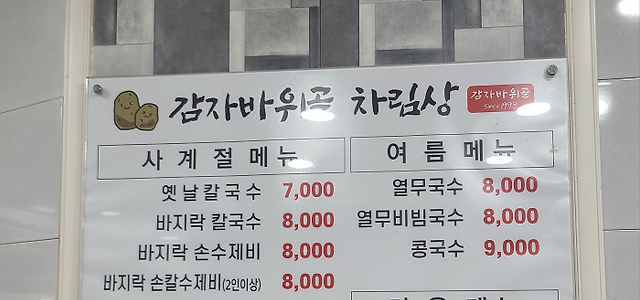 감자바위골 차림상
감자바위골
Since 1998
사계절메뉴
옛날칼국수 7,000
바지락 칼국수 8,000
바지락 손수제비 8,000
바지락 손칼수제비(2인이상) 8,000
여름메뉴
열무국수 8,000
열무비빔국수 8,000
콩국수 9,000